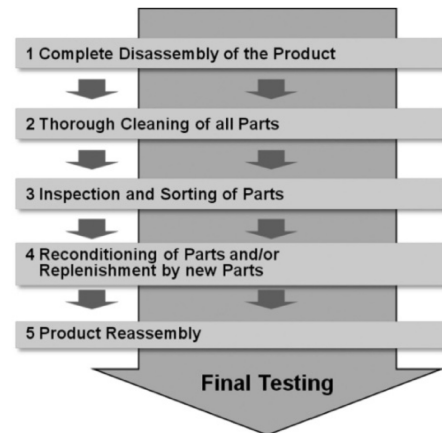 1 Complete Disassembly of the Product
2 Thorough Cleaning of all Parts
3 Inspection and Sorting of Parts
4 Reconditioning of Parts and/or
Replenishment by new Parts
5 Product Reassembly
Final Testing